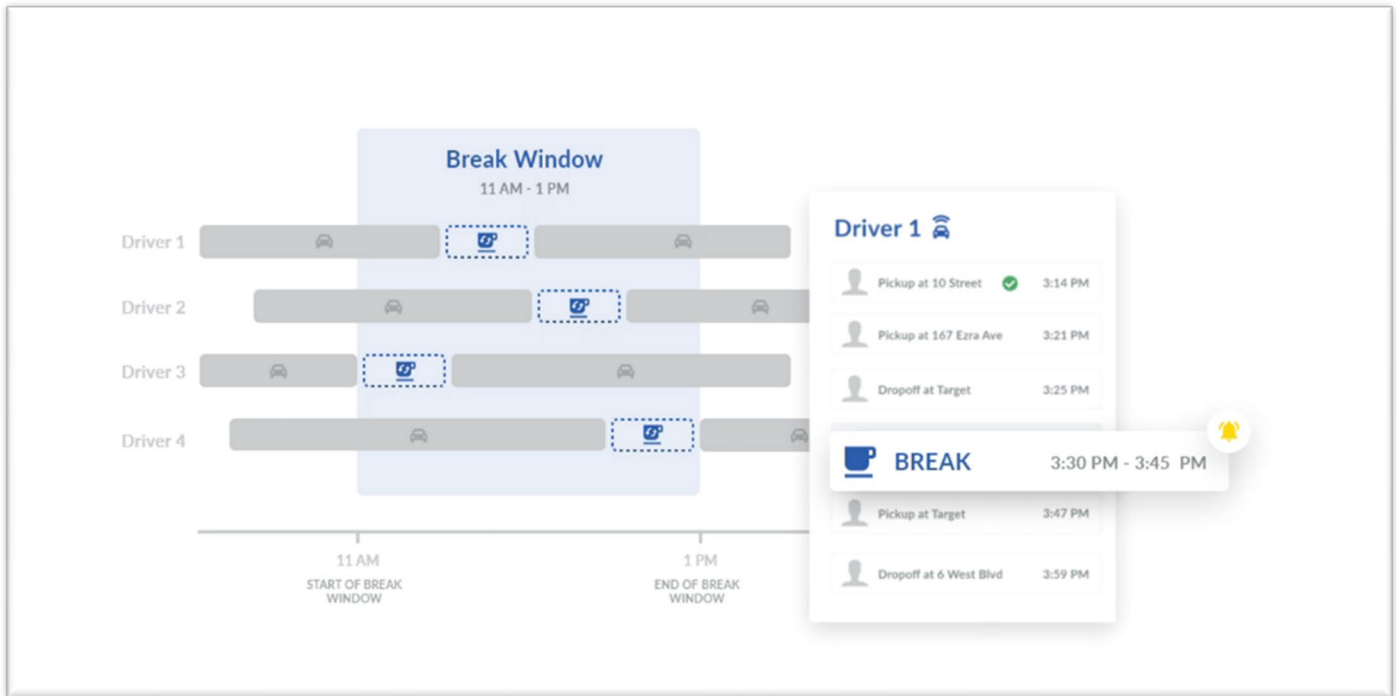 Break Window
11 AM - 1 PM
Driver 1
Driver 2
Driver 3
Driver 4
11 AM
START OF BREAK
WINDOW
1 PM
END OF BREAK
WINDOW
Driver 1
Pickup at 10 Street 3:14 PM
Pickup at 167 Ezra Ave 3:21 PM
Dropoff at Target 3:25 PM
BREAK 3:30 PM - 3:45 PM
Pickup at Target 3:47 PM
Dropoff at 6 West Blvd 3:59 PM